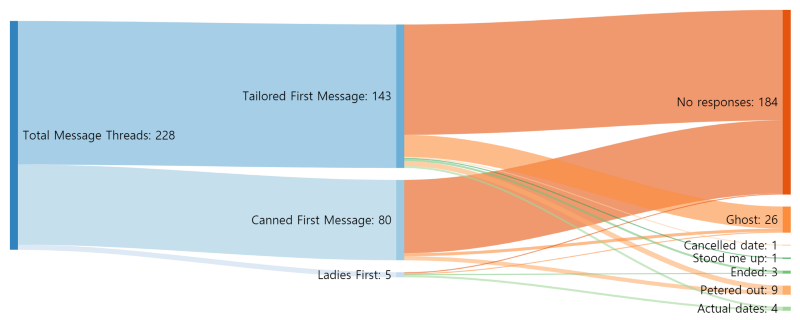 Total Message Threads: 228
Tailored First Message: 143
Canned First Message: 80
Ladies First: 5
No responses: 184
Ghost: 26
Cancelled date: 1
Stood me up: 1
Ended: 3
Petered out: 9
Actual dates: 4